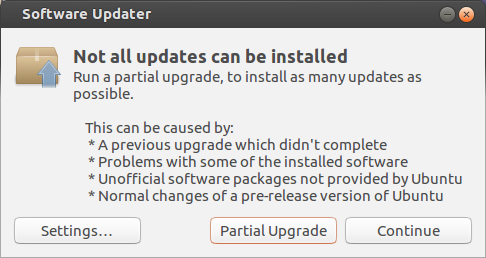 Software Updater
Not all updates can be installed
Run a partial upgrade, to install as many updates as
possible.
This can be caused by:
* A previous upgrade which didn't complete
* Problems with some of the installed software
* Unofficial software packages not provided by Ubuntu
* Normal changes of a pre-release version of Ubuntu
Settings...
Partial Upgrade
Continue